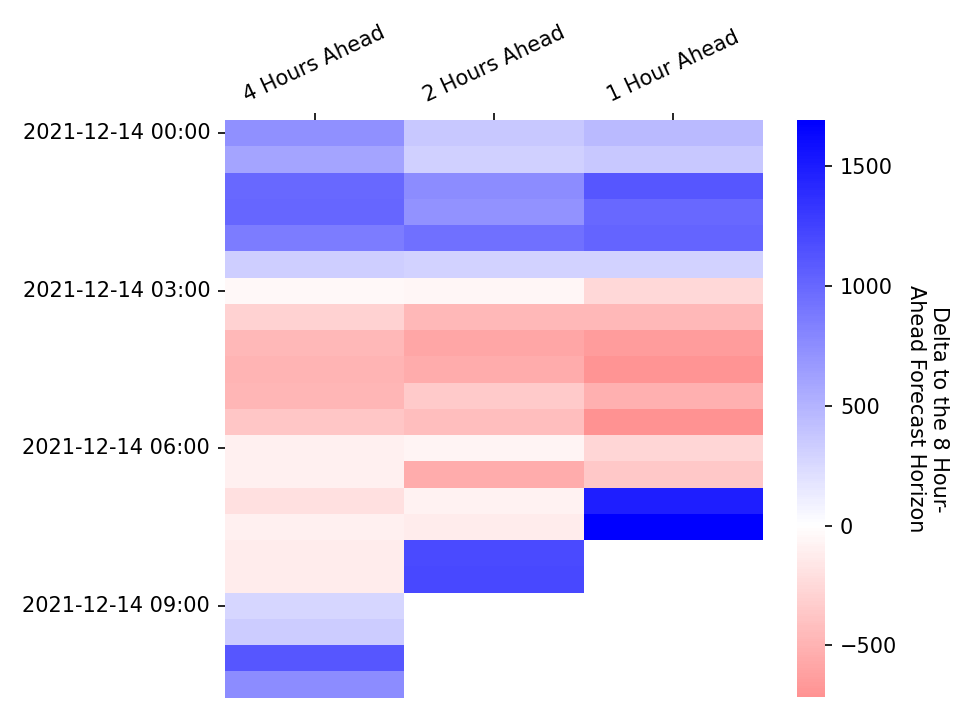 4 Hours Ahead
2 Hours Ahead
1 Hour Ahead
2021-12-14 00:00
2021-12-14 03:00
2021-12-14 06:00
2021-12-14 09:00
1500
1000
500
0
−500
Delta to the 8 Hour-
Ahead Forecast Horizon